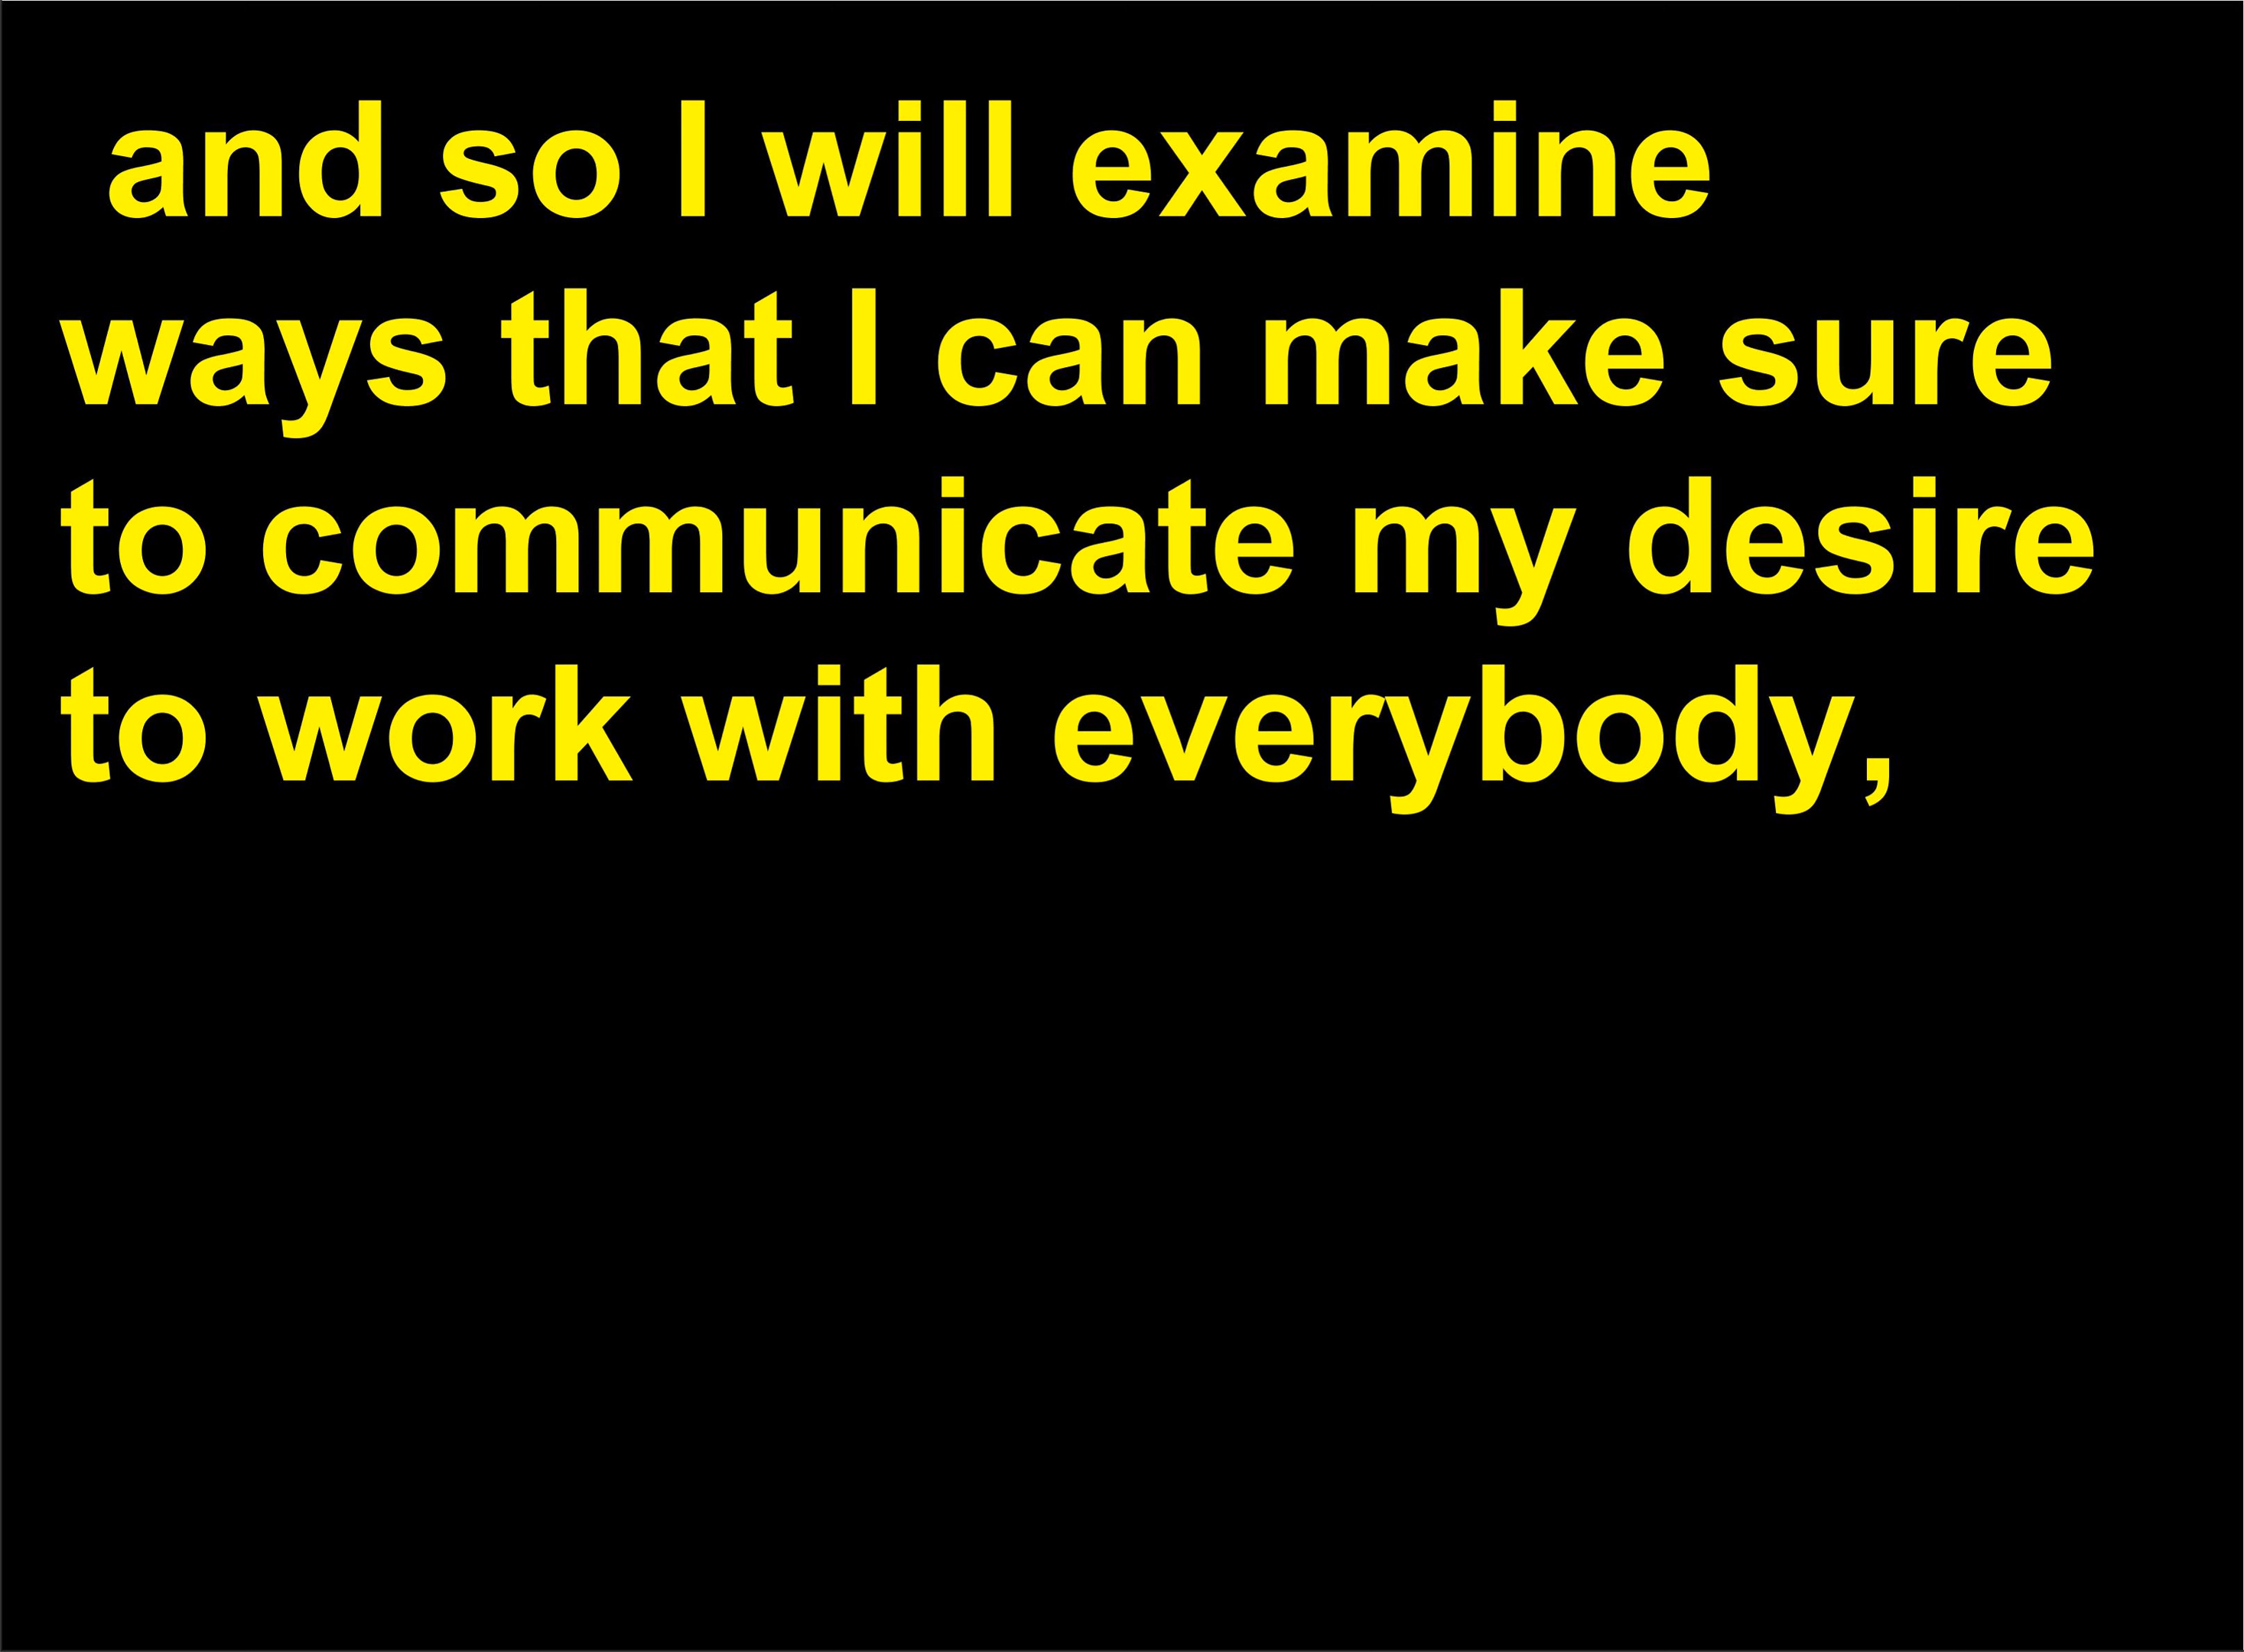 and so I will examine
ways that I can make sure
to communicate my desire
to work with everybody,